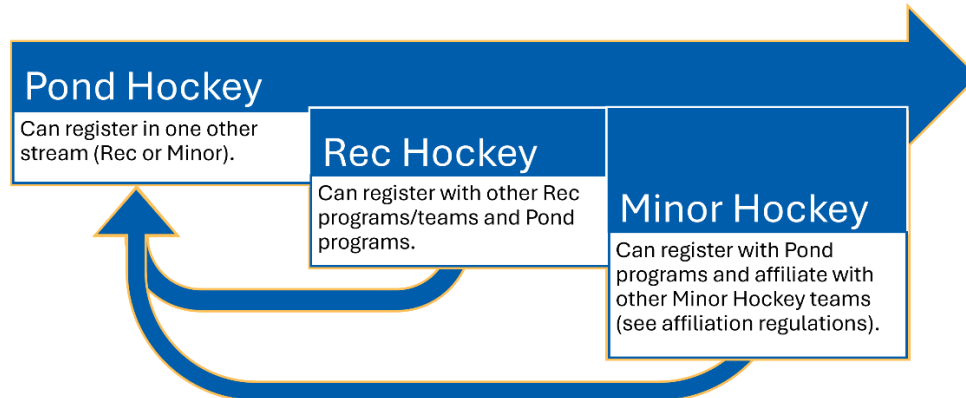 Pond Hockey
Can register in one other
stream (Rec or Minor).
Rec Hockey
Can register with other Rec
programs/teams and Pond
programs.
Minor Hockey
Can register with Pond
programs and affiliate with
other Minor Hockey teams
(see affiliation regulations).